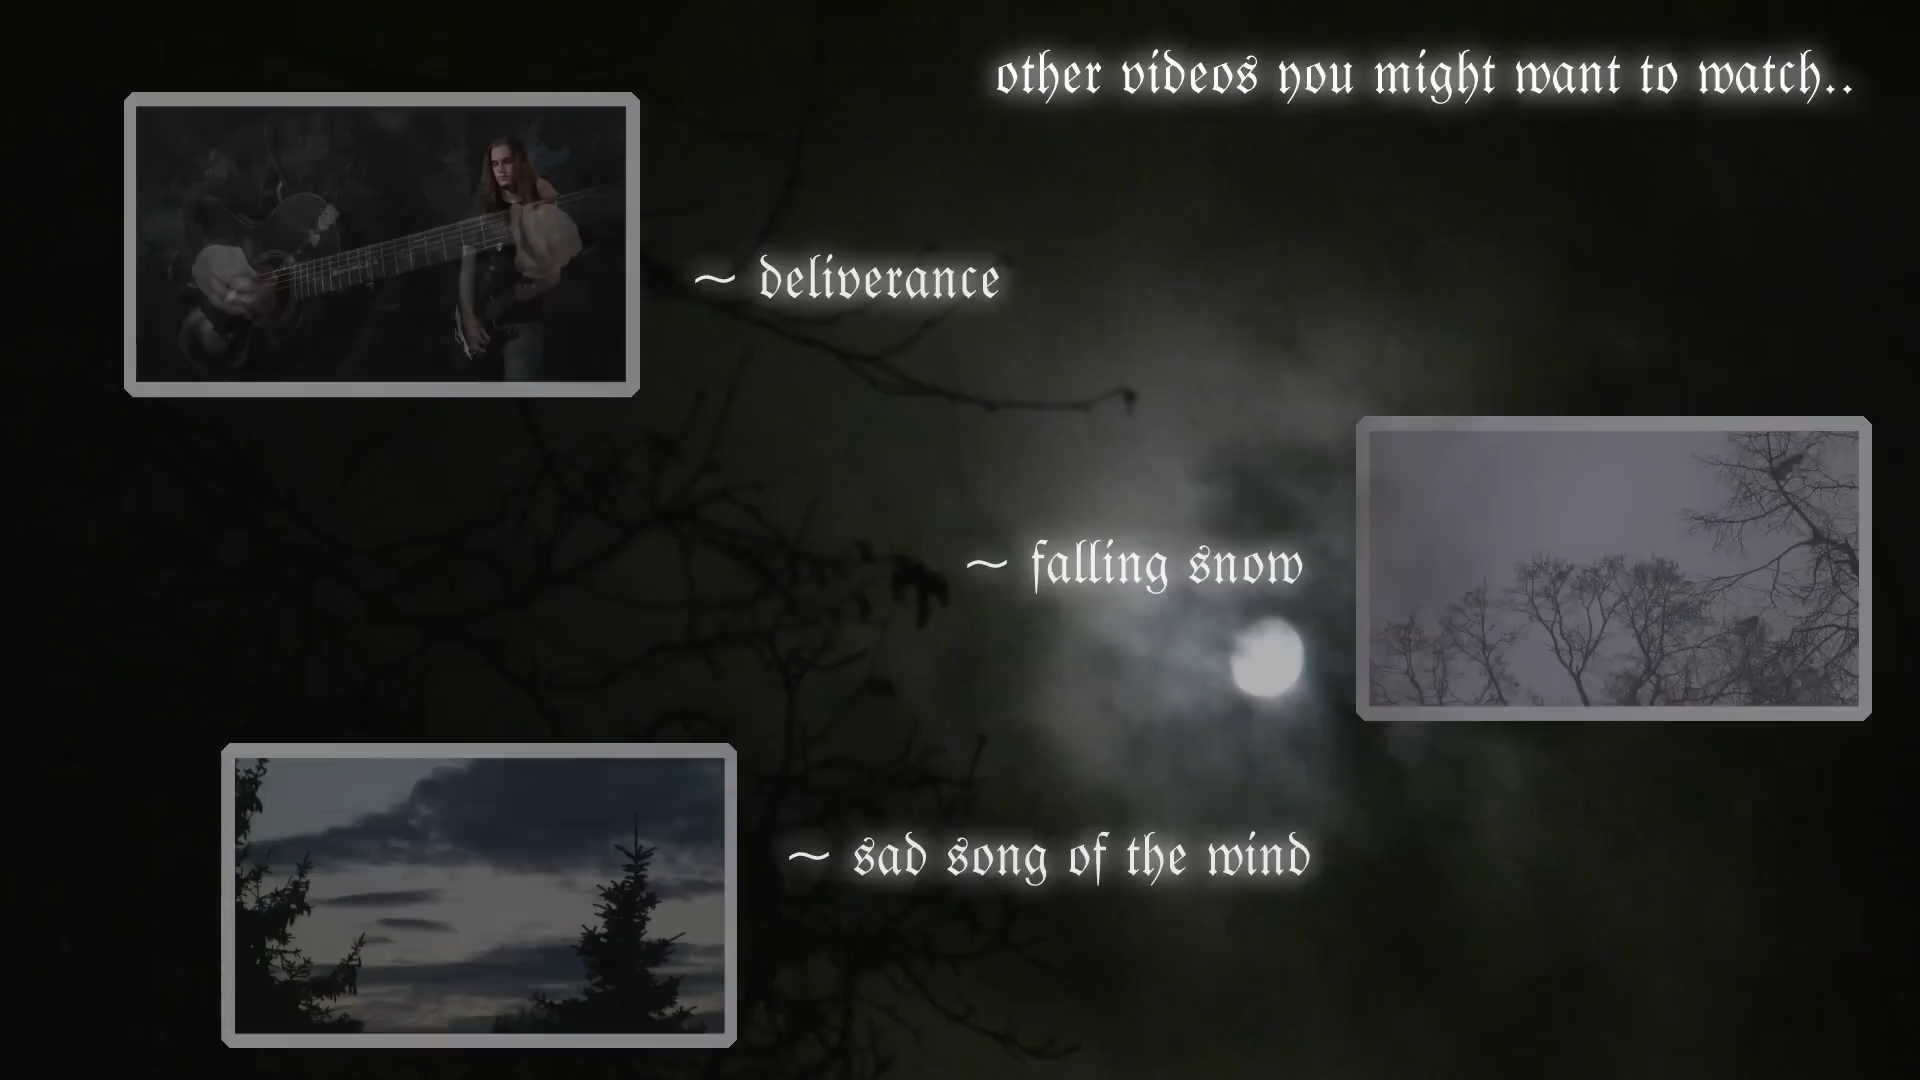 other videos you might want to watch..
~ deliverance
~ falling snow
~ sad song of the wind